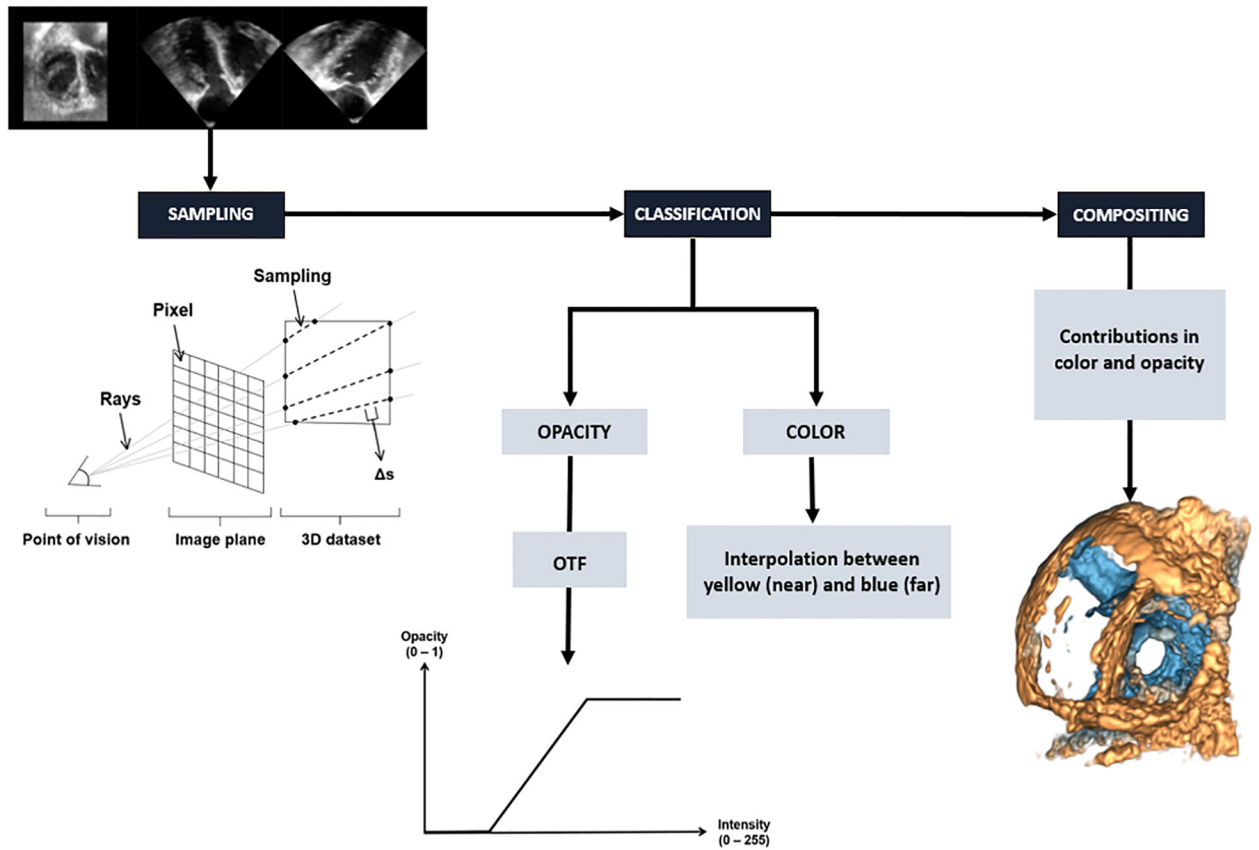 SAMPLING
CLASSIFICATION
COMPOSITING
Sampling
Pixel
Rays
Δs
Point of vision
Image plane
3D dataset
OPACITY
COLOR
OTF
Interpolation between
yellow (near) and blue (far)
Opacity
(0 – 1)
Intensity
(0 – 255)
Contributions in
color and opacity